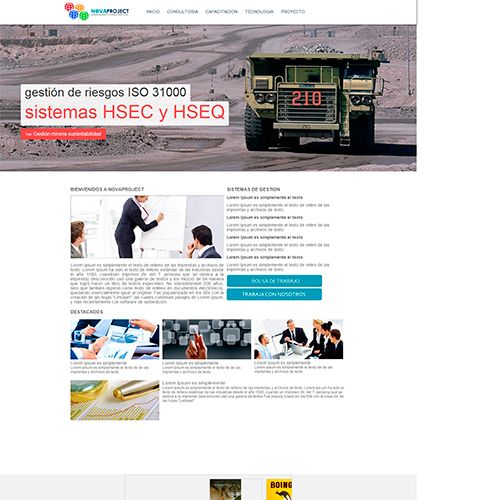 NOVAPROJECT
INICIO CONSULTORIA CAPACITACION TECNOLOGIA PROYECTO
gestión de riesgos ISO 31000
sistemas HSEC y HSEQ
Ver Gestión-minera-sustentabilidad
210
BIENVENIDOS A NOVAPROJECT
Lorem Ipsum es simplemente el texto de relleno de las imprentas y archivos de
texto. Lorem Ipsum ha sido el texto de relleno estándar de las industrias desde
el año 1500, cuando un impresor (N. del T. persona que se dedica a la
imprenta) desconocido usó una galería de textos y los mezcló de tal manera
que logró hacer un libro de textos especimen. No sólo sobrevivió 500 años,
sino que también ingresó como texto de relleno en documentos electrónicos,
quedando esencialmente igual al original. Fue popularizado en los 60s con la
creación de las hojas "Letraset", las cuales contenian pasajes de Lorem Ipsum,
y más recientemente con software de autoedición
SISTEMAS DE GESTION
Lorem Ipsum es simplemente el texto
Lorem Ipsum es simplemente el texto de relleno de las
imprentas y archivos de texto.
Lorem Ipsum es simplemente el texto
Lorem Ipsum es simplemente el texto de relleno de las
imprentas y archivos de texto.
Lorem Ipsum es simplemente el texto
Lorem Ipsum es simplemente el texto de relleno de las
imprentas y archivos de texto.
Lorem Ipsum es simplemente el texto
Lorem Ipsum es simplemente el texto de relleno de las
imprentas y archivos de texto.
BOLSA DE TRABAJO
TRABAJA CON NOSOTROS
DESTACADOS
Lorem Ipsum es simplemente
Lorem Ipsum es simplemente el texto de las
imprentas y archivos de texto
Lorem Ipsum es simplemente
Lorem Ipsum es simplemente el texto de las
imprentas y archivos de texto
Lorem Ipsum es simplemente
Lorem Ipsum es simplemente el texto de las
imprentas y archivos de texto
Lorem Ipsum es simplemente
Lorem Ipsum es simplemente el texto de relleno de las imprentas y archivos de texto. Lorem Ipsum ha sido el
texto de relleno estándar de las industrias desde el año 1500, cuando un impresor (N. del T. persona que se
dedica a la imprenta) desconocido usó una galería de textos Fue popularizado en los 60s con la creación de
las hojas "Letraset"
BOING